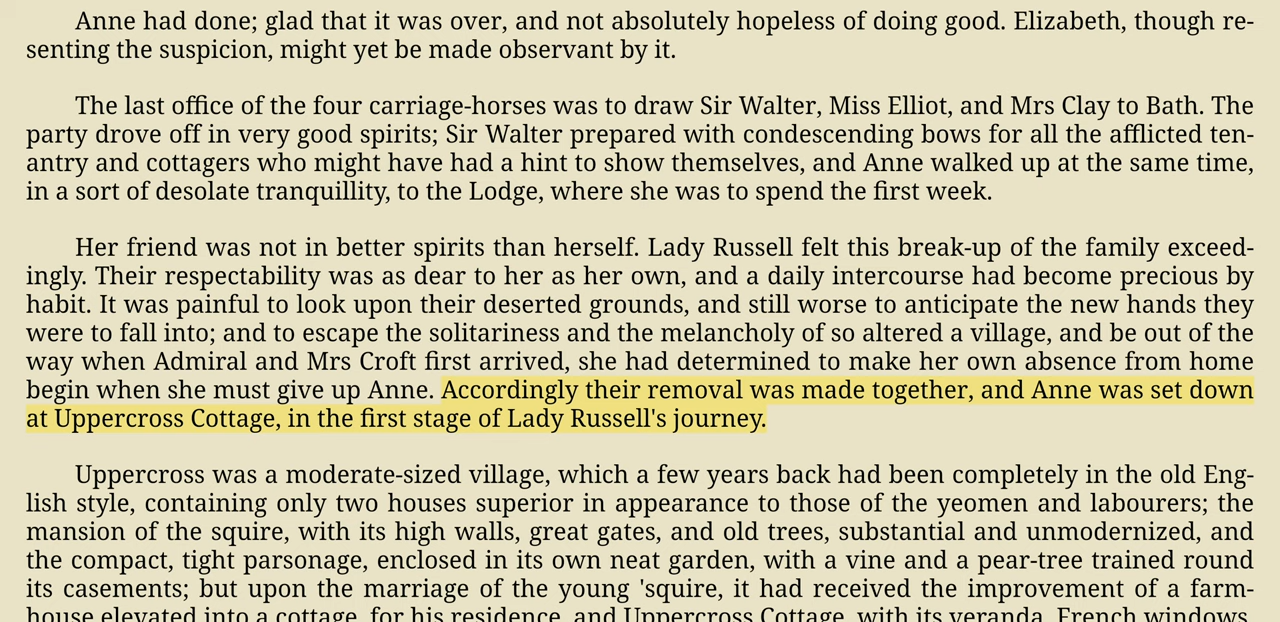 Anne had done; glad that it was over, and not absolutely hopeless of doing good. Elizabeth, though re-
senting the suspicion, might yet be made observant by it.
The last office of the four carriage-horses was to draw Sir Walter, Miss Elliot, and Mrs Clay to Bath. The
party drove off in very good spirits; Sir Walter prepared with condescending bows for all the afflicted ten-
antry and cottagers who might have had a hint to show themselves, and Anne walked up at the same time,
in a sort of desolate tranquillity, to the Lodge, where she was to spend the first week.
Her friend was not in better spirits than herself. Lady Russell felt this break-up of the family exceed-
ingly. Their respectability was as dear to her as her own, and a daily intercourse had become precious by
habit. It was painful to look upon their deserted grounds, and still worse to anticipate the new hands they
were to fall into; and to escape the solitariness and the melancholy of so altered a village, and be out of the
way when Admiral and Mrs Croft first arrived, she had determined to make her own absence from home
begin when she must give up Anne. Accordingly their removal was made together, and Anne was set down
at Uppercross Cottage, in the first stage of Lady Russell's journey.
Uppercross was a moderate-sized village, which a few years back had been completely in the old Eng-
lish style, containing only two houses superior in appearance to those of the yeomen and labourers; the
mansion of the squire, with its high walls, great gates, and old trees, substantial and unmodernized, and
the compact, tight parsonage, enclosed in its own neat garden, with a vine and a pear-tree trained round
its casements; but upon the marriage of the young 'squire, it had received the improvement of a farm-
house elevated into a cottage, for his residence, and Uppercross Cottage, with its veranda, French windows,